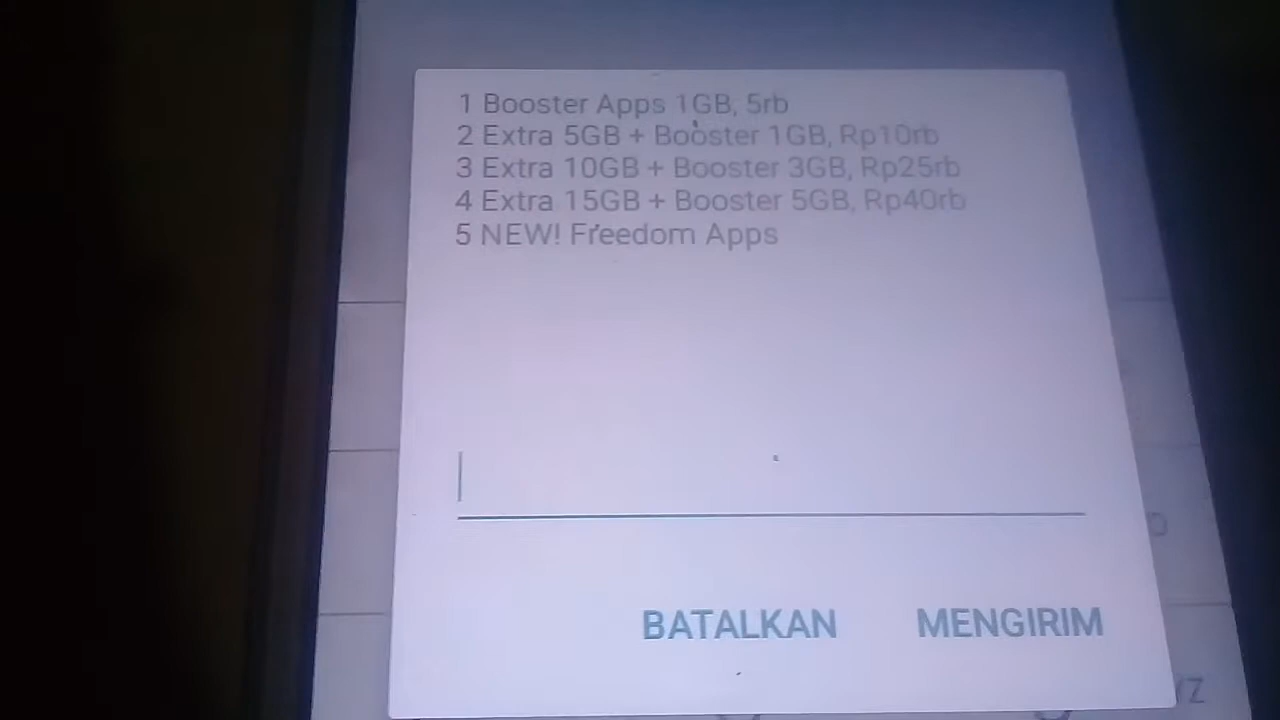 1 Booster Apps 1GB, 5rb
2 Extra 5GB + Booster 1GB, Rp10rb
3 Extra 10GB + Booster 3GB, Rp25rb
4 Extra 15GB + Booster 5GB, Rp40rb
5 NEW! Freedom Apps
BATALKAN MENGIRIM